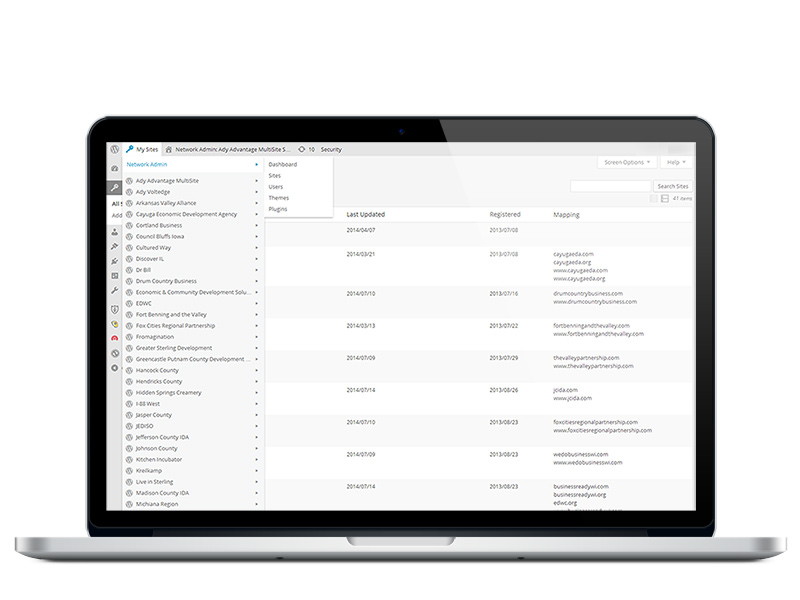 My Sites Network Admin: Ady Advantage MultiSite S... 10 Security
Network Admin
Dashboard
Sites
Users
Themes
Plugins
Screen Options Help
Search Sites
41 items
All S
Add
Ady Advantage MultiSite
Ady Voltedge
Arkansas Valley Alliance
Cayuga Economic Development Agency
Cortland Business
Council Bluffs Iowa
Cultured Way
Discover IL
Dr Bill
Drum Country Business
Economic & Community Development Solu...
EDWC
Fort Benning and the Valley
Fox Cities Regional Partnership
Fromagination
Greater Sterling Development
Greencastle Putnam County Development ...
Hancock County
Hendricks County
Hidden Springs Creamery
I-88 West
Jasper County
JEDISO
Jefferson County IDA
Johnson County
Kitchen Incubator
Kreilkamp
Live in Sterling
Madison County IDA
Michiana Region
Last Updated Registered Mapping
2014/04/07 2013/07/08
2014/03/21 2013/07/08 cayugaeda.com
cayugaeda.org
www.cayugaeda.com
www.cayugaeda.org
2014/07/10 2013/07/16 drumcountrybusiness.com
www.drumcountrybusiness.com
2014/03/13 2013/07/22 fortbenningandthevalley.com
www.fortbenningandthevalley.com
2014/07/09 2013/07/29 thevalleypartnership.com
www.thevalleypartnership.com
2014/07/14 2013/08/26 jcida.com
www.jcida.com
2014/07/10 2013/08/23 foxcitiesregionalpartnership.com
www.foxcitiesregionalpartnership.com
2014/07/09 2013/08/23 wedobusinesswi.com
www.wedobusinesswi.com
2014/07/14 2013/08/23 businessreadywi.com
businessreadywi.org
edwc.org